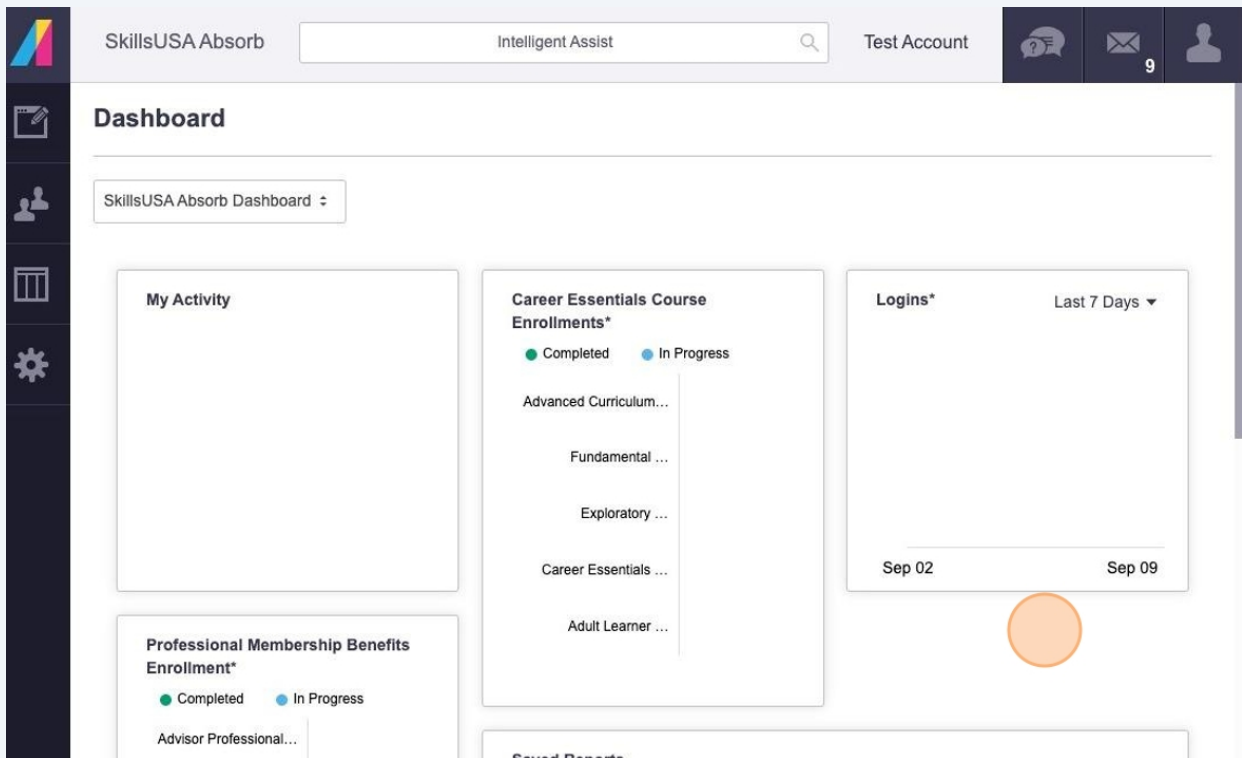 SkillsUSA Absorb
Intelligent Assist
Test Account
?
9
Dashboard
SkillsUSA Absorb Dashboard
My Activity
Career Essentials Course
Enrollments*
Completed In Progress
Advanced Curriculum...
Fundamental ...
Exploratory ...
Career Essentials ...
Adult Learner ...
Logins* Last 7 Days
Sep 02 Sep 09
Professional Membership Benefits
Enrollment*
Completed In Progress
Advisor Professional...
Saved Reports